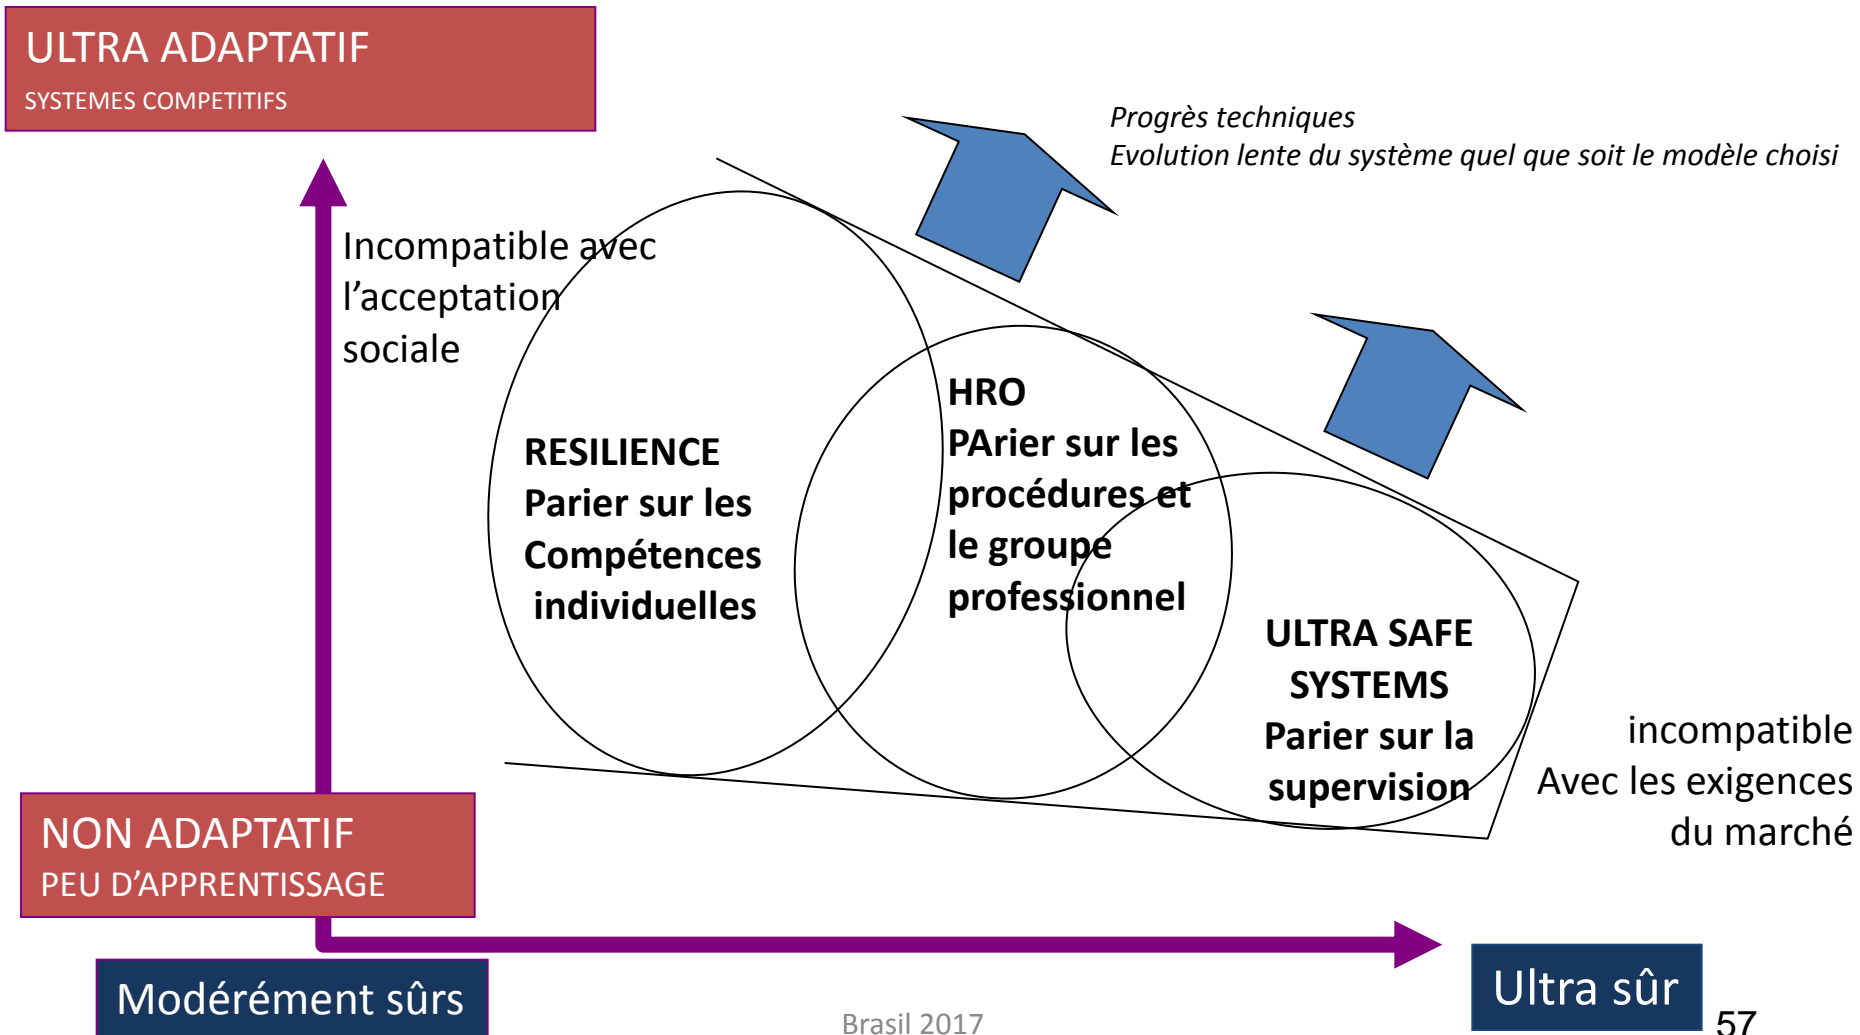 ULTRA ADAPTATIF
SYSTEMES COMPETITIFS
Progrès techniques
Evolution lente du système quel que soit le modèle choisi
Incompatible avec
l’acceptation
sociale
RESILIENCE
Parier sur les
Compétences
individuelles
HRO
PArier sur les
procédures et
le groupe
professionnel
ULTRA SAFE
SYSTEMS
Parier sur la
supervision
incompatible
Avec les exigences
du marché
NON ADAPTATIF
PEU D’APPRENTISSAGE
Modérément sûrs
Ultra sûr
Brasil 2017
57